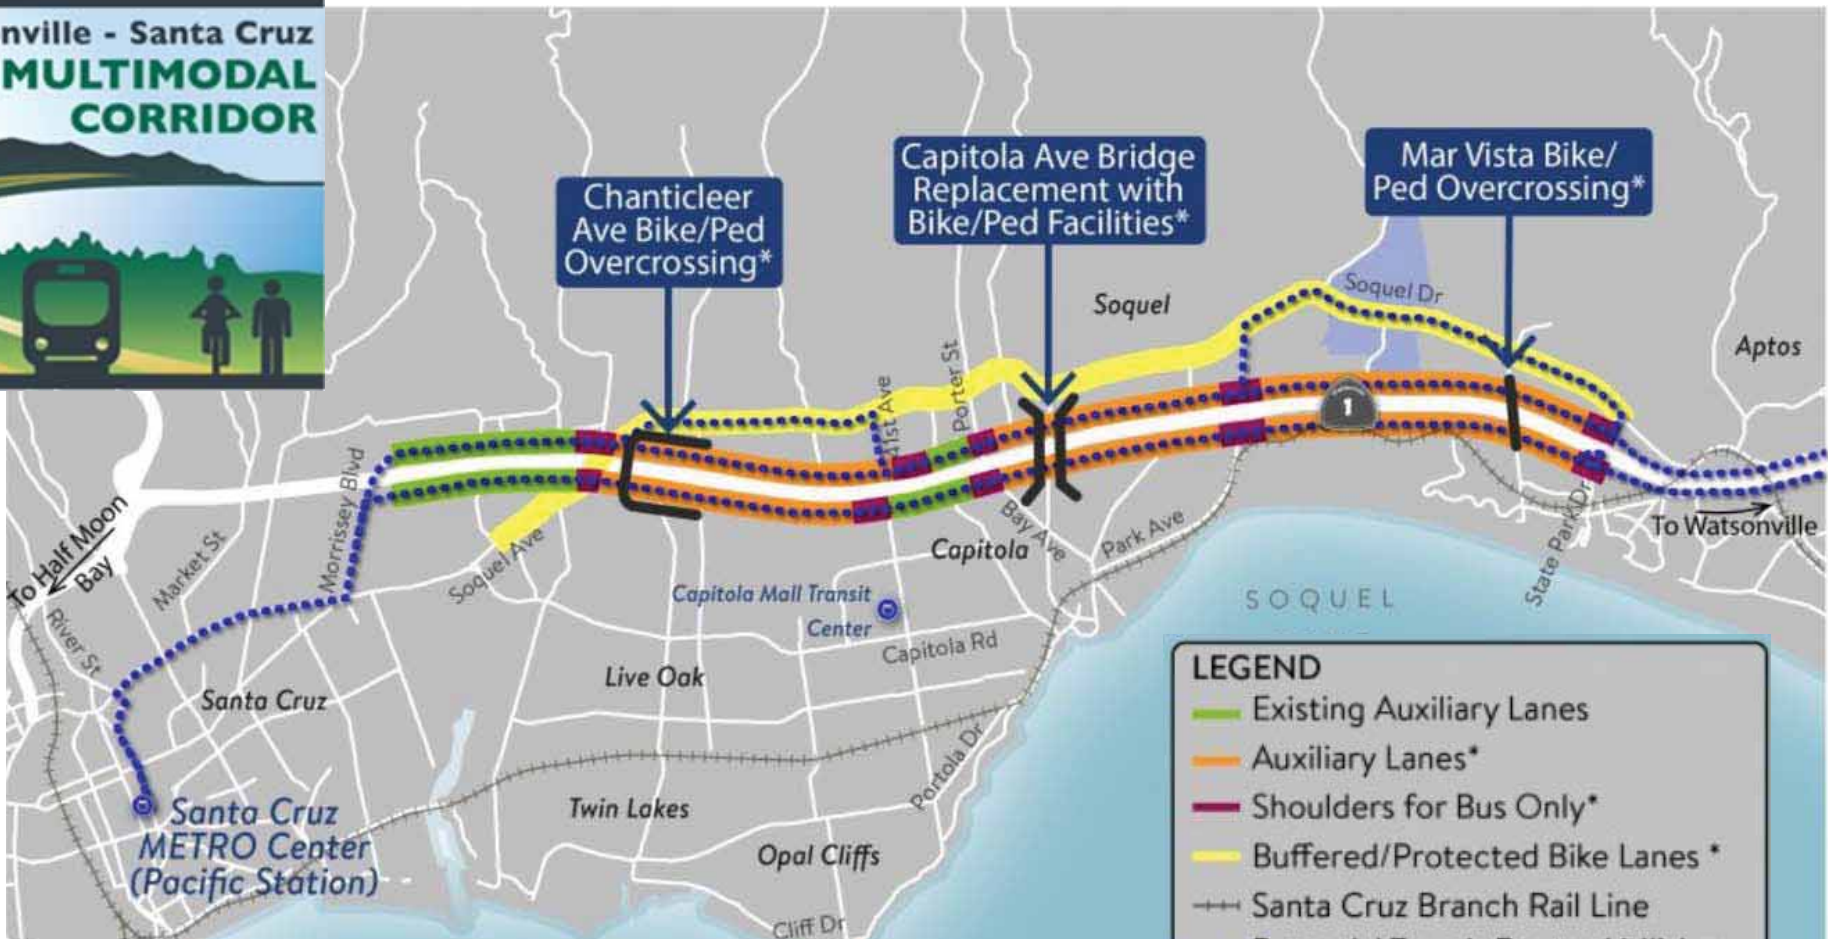 nville - Santa Cruz
MULTIMODAL
CORRIDOR
Chanticleer
Ave Bike/Ped
Overcrossing*
Capitola Ave Bridge
Replacement with
Bike/Ped Facilities*
Mar Vista Bike/
Ped Overcrossing*
Soquel
Soquel Dr
Aptos
Porter St
41st Ave
1
Morrissey Blvd
To Half Moon
Bay
Market St
River St
Soquel Ave
Capitola
Bay Ave
Park Ave
State Park Dr
To Watsonville
Capitola Mall Transit
Center
Capitola Rd
SOQUEL
Live Oak
Santa Cruz
Santa Cruz
METRO Center
(Pacific Station)
Twin Lakes
Portola Dr
Opal Cliffs
Cliff Dr
LEGEND
Existing Auxiliary Lanes
Auxiliary Lanes*
Shoulders for Bus Only*
Buffered/Protected Bike Lanes *
Santa Cruz Branch Rail Line